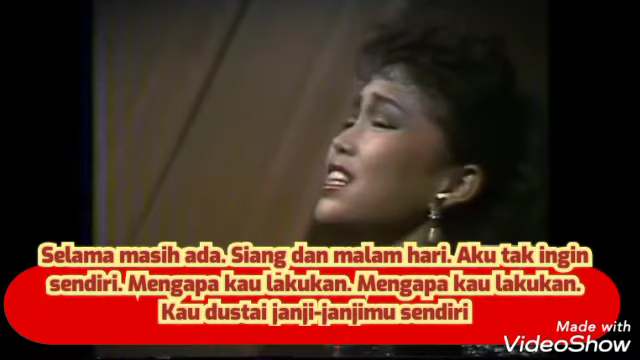 Selama masih ada. Siang dan malam hari. Aku tak ingin
sendiri. Mengapa kau lakukan. Mengapa kau lakukan.
Kau dustai janji-janjimu sendiri
Made with
VideoShow